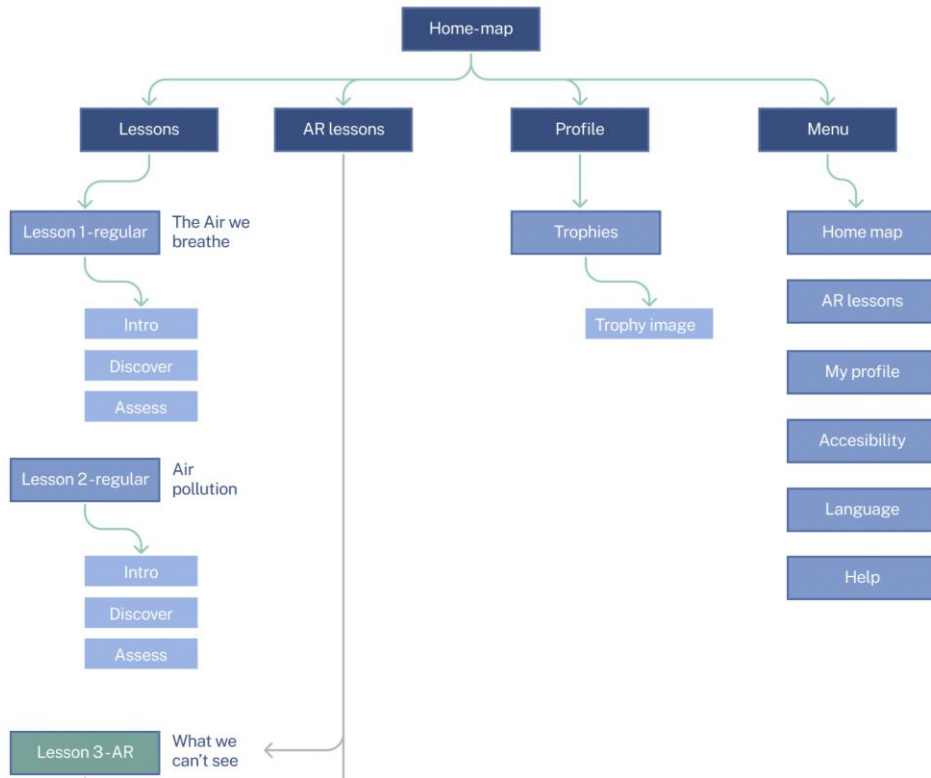 Home-map
Lessons
AR lessons
Profile
Menu
Lesson 1 - regular
The Air we
breathe
Intro
Discover
Assess
Lesson 2 - regular
Air
pollution
Intro
Discover
Assess
Lesson 3 - AR
What we
can't see
Trophies
Trophy image
Home map
AR lessons
My profile
Accesibility
Language
Help